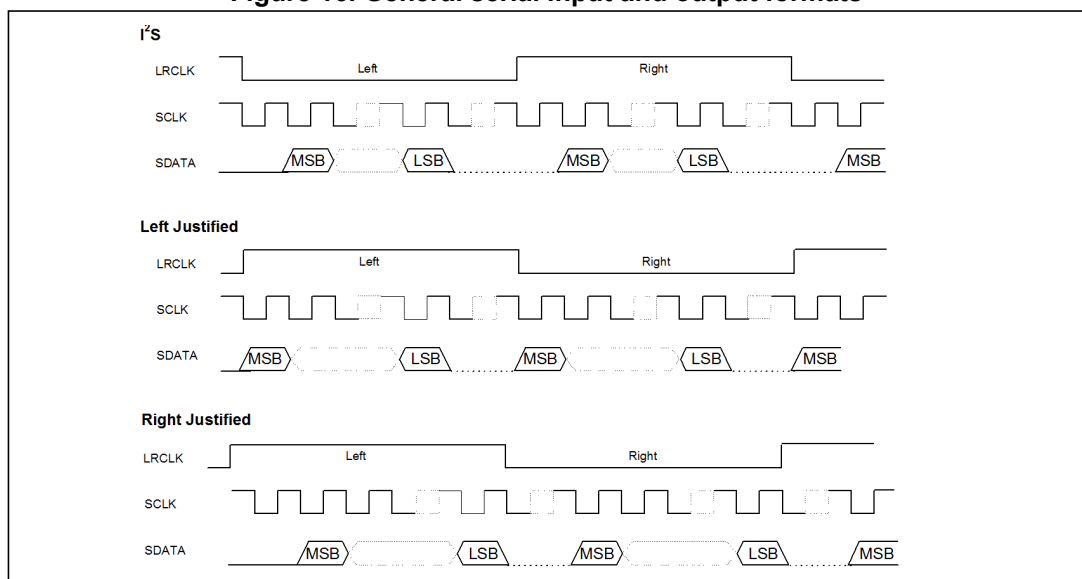 I²S
LRCLK Left Right
SCLK
SDATA MSB LSB MSB LSB MSB
Left Justified
LRCLK Left Right
SCLK
SDATA MSB LSB MSB LSB MSB
Right Justified
LRCLK Left Right
SCLK
SDATA MSB LSB MSB LSB MSB